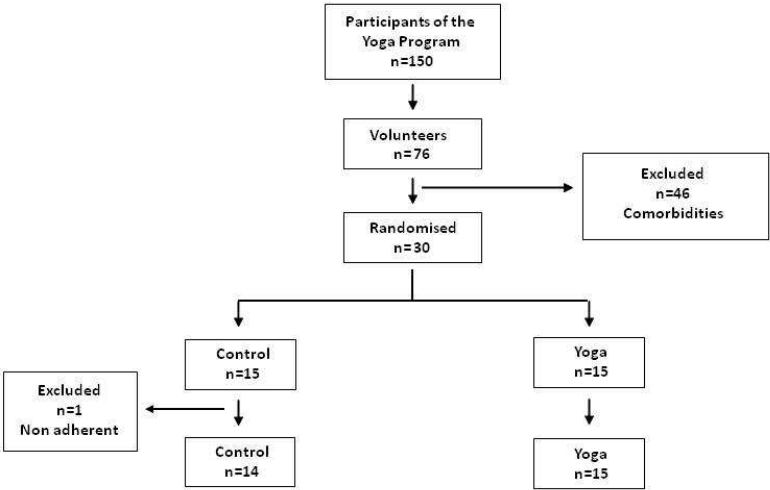 Participants of the
Yoga Program
n=150
Volunteers
n=76
Excluded
n=46
Comorbidities
Randomised
n=30
Control
n=15
Yoga
n=15
Excluded
n=1
Non adherent
Control
n=14
Yoga
n=15